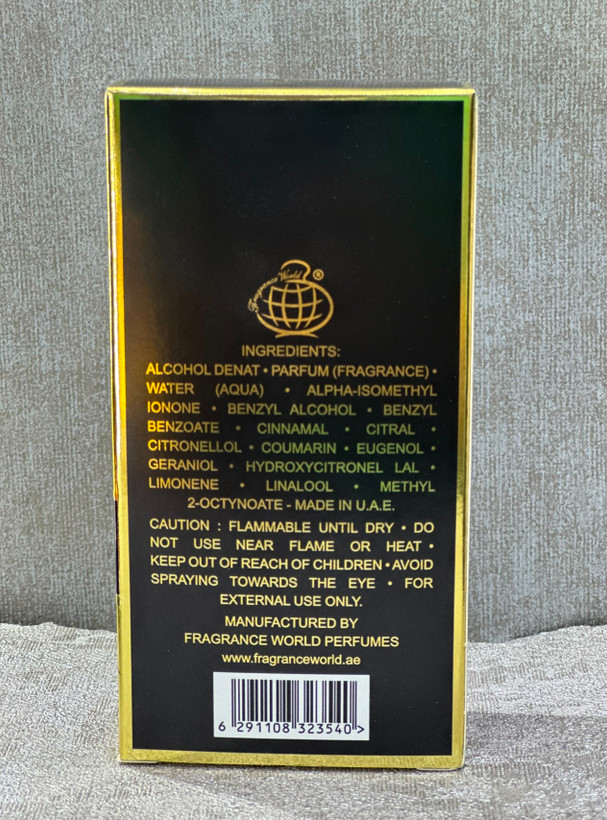 Fragrance World ®
INGREDIENTS:
ALCOHOL DENAT • PARFUM (FRAGRANCE) •
WATER (AQUA) • ALPHA-ISOMETHYL
IONONE • BENZYL ALCOHOL • BENZYL
BENZOATE • CINNAMAL • CITRAL •
CITRONELLOL • COUMARIN • EUGENOL •
GERANIOL • HYDROXYCITRONEL LAL •
LIMONENE • LINALOOL • METHYL
2-OCTYNOATE - MADE IN U.A.E.
CAUTION : FLAMMABLE UNTIL DRY • DO
NOT USE NEAR FLAME OR HEAT •
KEEP OUT OF REACH OF CHILDREN • AVOID
SPRAYING TOWARDS THE EYE • FOR
EXTERNAL USE ONLY.
MANUFACTURED BY
FRAGRANCE WORLD PERFUMES
www.fragranceworld.ae
6 291108 323540 >